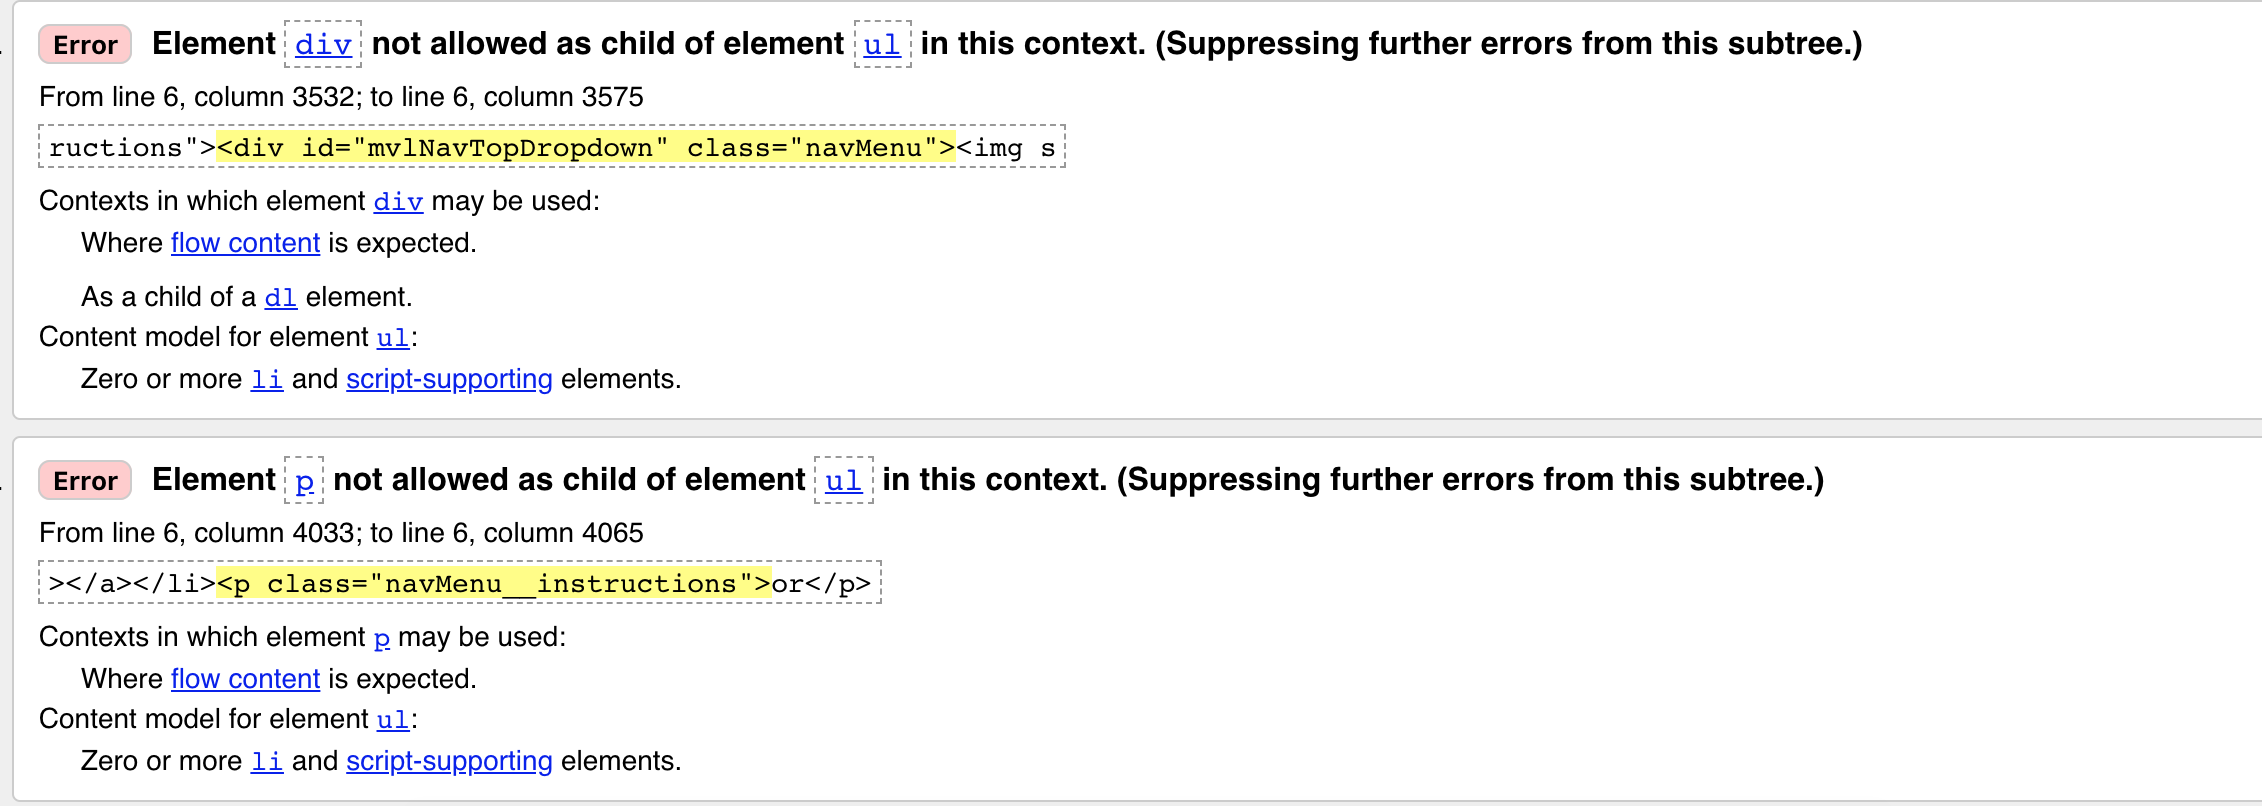 Error Element div not allowed as child of element ul in this context. (Suppressing further errors from this subtree.)
From line 6, column 3532; to line 6, column 3575
ructions"><div id="mvlNavTopDropdown" class="navMenu"><img s
Contexts in which element div may be used:
Where flow content is expected.
As a child of a dl element.
Content model for element ul:
Zero or more li and script-supporting elements.
Error Element p not allowed as child of element ul in this context. (Suppressing further errors from this subtree.)
From line 6, column 4033; to line 6, column 4065
></a></li><p class="navMenu__instructions">or</p>
Contexts in which element p may be used:
Where flow content is expected.
Content model for element ul:
Zero or more li and script-supporting elements.